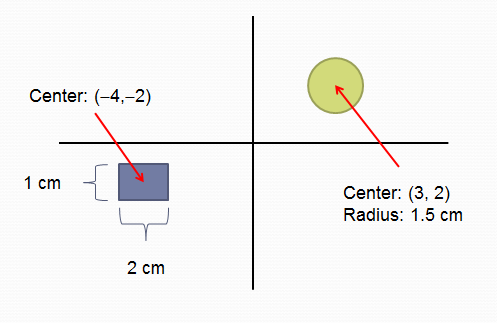 Center: (−4,−2)
1 cm
2 cm
Center: (3, 2)
Radius: 1.5 cm